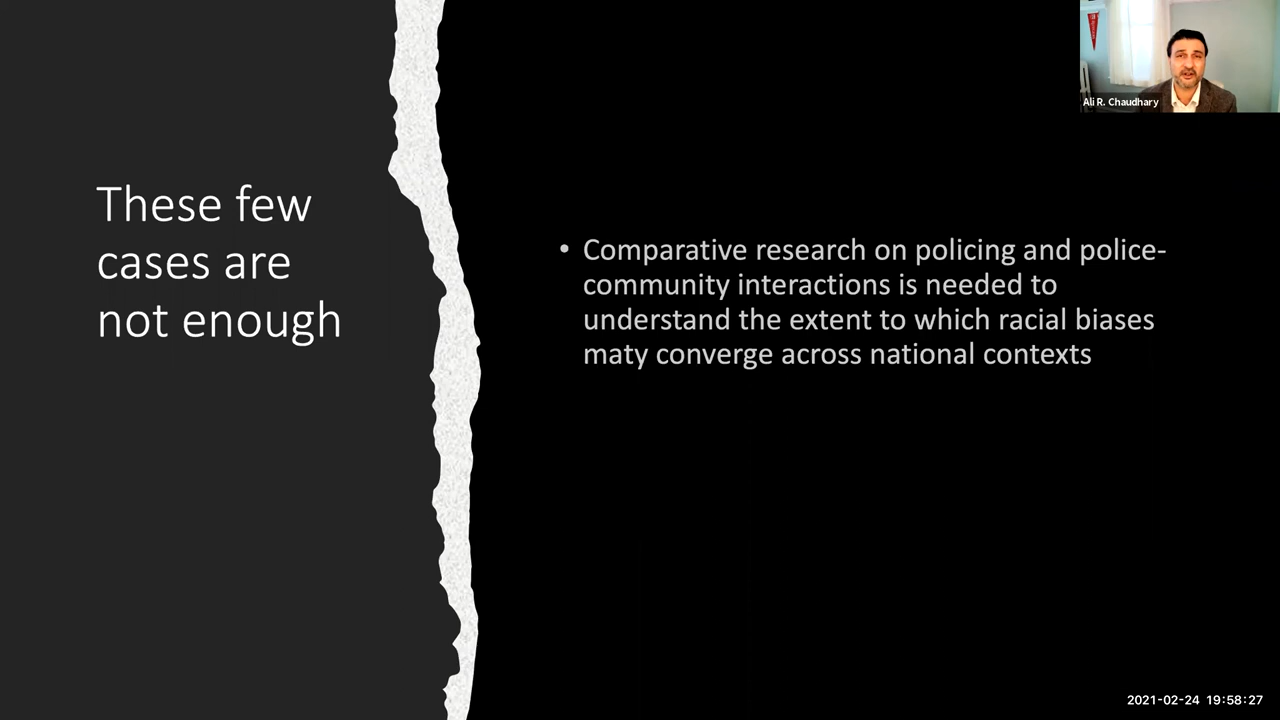 These few
cases are
not enough
• Comparative research on policing and police-
community interactions is needed to
understand the extent to which racial biases
maty converge across national contexts
Ali R. Chaudhary
2021-02-24 19:58:27